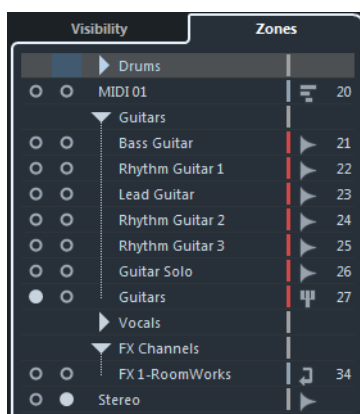 Visibility Zones
Drums
MIDI 01 20
Guitars
Bass Guitar 21
Rhythm Guitar 1 22
Lead Guitar 23
Rhythm Guitar 2 24
Rhythm Guitar 3 25
Guitar Solo 26
Guitars 27
Vocals
FX Channels
FX 1-RoomWorks 34
Stereo